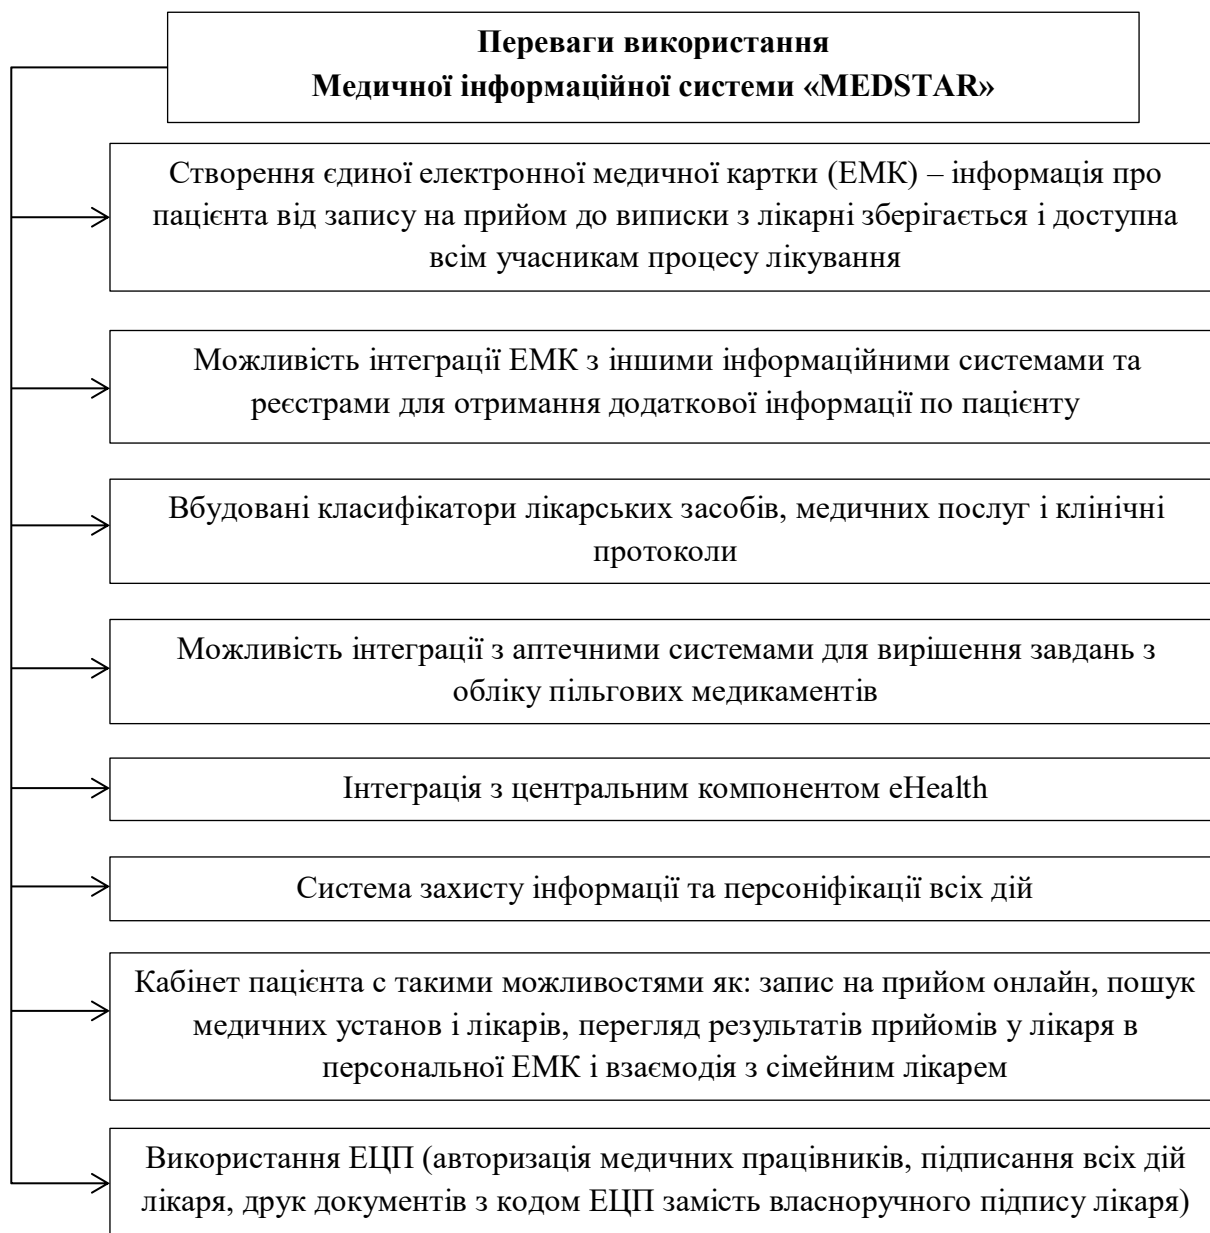 Переваги використання
Медичної інформаційної системи «MEDSTAR»
Створення єдиної електронної медичної картки (ЕМК) – інформація про
пацієнта від запису на прийом до виписки з лікарні зберігається і доступна
всім учасникам процесу лікування
Можливість інтеграції ЕМК з іншими інформаційними системами та
реєстрами для отримання додаткової інформації по пацієнту
Вбудовані класифікатори лікарських засобів, медичних послуг і клінічні
протоколи
Можливість інтеграції з аптечними системами для вирішення завдань з
обліку пільгових медикаментів
Інтеграція з центральним компонентом eHealth
Система захисту інформації та персоніфікації всіх дій
Кабінет пацієнта с такими можливостями як: запис на прийом онлайн, пошук
медичних установ і лікарів, перегляд результатів прийомів у лікаря в
персональної ЕМК і взаємодія з сімейним лікарем
Використання ЕЦП (авторизація медичних працівників, підписання всіх дій
лікаря, друк документів з кодом ЕЦП замість власноручного підпису лікаря)